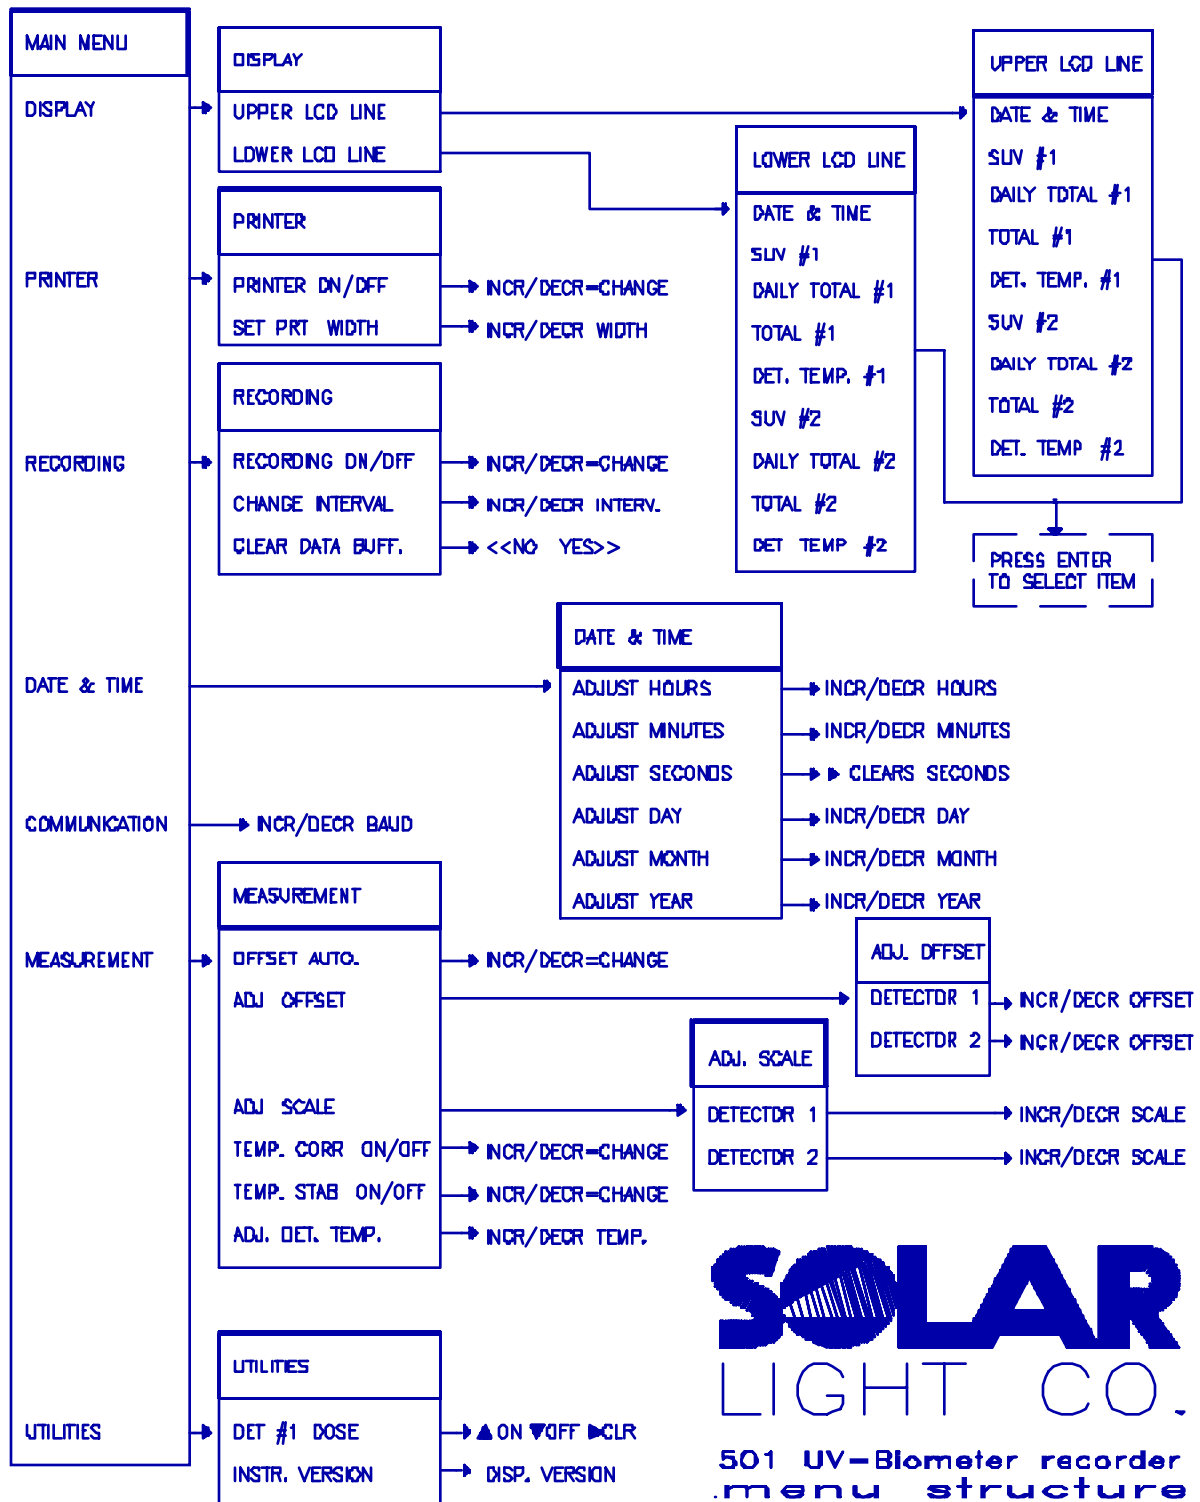 MAIN MENU
DISPLAY
PRINTER
RECORDING
DATE & TIME
COMMUNICATION
MEASUREMENT
UTILITIES
DISPLAY
UPPER LCD LINE
LOWER LCD LINE
PRINTER
PRINTER ON/OFF
INCR/DECR=CHANGE
SET PRT WIDTH
INCR/DECR WIDTH
RECORDING
RECORDING ON/OFF
INCR/DECR=CHANGE
CHANGE INTERVAL
INCR/DECR INTERV.
CLEAR DATA BUFF.
<<NO YES>>
LOWER LCD LINE
DATE & TIME
SUV #1
DAILY TOTAL #1
TOTAL #1
DET. TEMP. #1
SUV #2
DAILY TOTAL #2
TOTAL #2
DET TEMP #2
UPPER LCD LINE
DATE & TIME
SUV #1
DAILY TOTAL #1
TOTAL #1
DET. TEMP. #1
SUV #2
DAILY TOTAL #2
TOTAL #2
DET. TEMP #2
PRESS ENTER
TO SELECT ITEM
DATE & TIME
ADJUST HOURS
INCR/DECR HOURS
ADJUST MINUTES
INCR/DECR MINUTES
ADJUST SECONDS
CLEARS SECONDS
ADJUST DAY
INCR/DECR DAY
ADJUST MONTH
INCR/DECR MONTH
ADJUST YEAR
INCR/DECR YEAR
INCR/DECR BAUD
MEASUREMENT
OFFSET AUTO.
INCR/DECR=CHANGE
ADJ OFFSET
ADJ SCALE
TEMP. CORR ON/OFF
INCR/DECR=CHANGE
TEMP. STAB ON/OFF
INCR/DECR=CHANGE
ADJ. DET. TEMP.
INCR/DECR TEMP.
ADJ. OFFSET
DETECTOR 1
INCR/DECR OFFSET
DETECTOR 2
INCR/DECR OFFSET
ADJ. SCALE
DETECTOR 1
INCR/DECR SCALE
DETECTOR 2
INCR/DECR SCALE
UTILITIES
DET #1 DOSE
▲ON ▼OFF ►CLR
INSTR. VERSION
DISP. VERSION
SOLAR
LIGHT CO.
501 UV-Biometer recorder
.menu structure